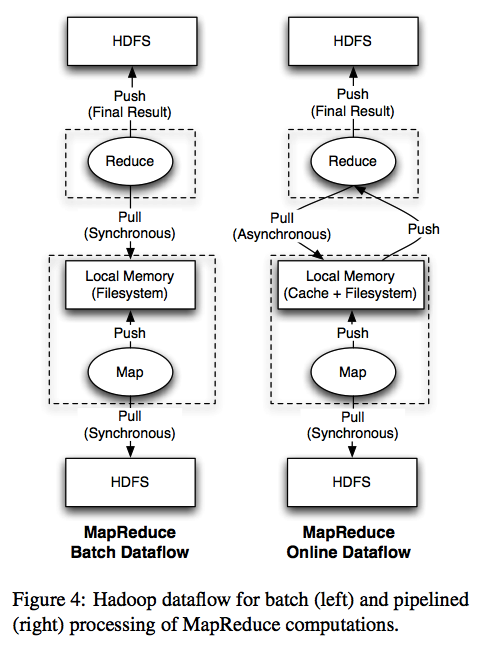 HDFS
Push
(Final Result)
Reduce
Pull
(Synchronous)
Local Memory
(Filesystem)
Push
Map
Pull
(Synchronous)
HDFS
MapReduce
Batch Dataflow
HDFS
Push
(Final Result)
Reduce
Pull
(Asynchronous)
Push
Local Memory
(Cache + Filesystem)
Push
Map
Pull
(Synchronous)
HDFS
MapReduce
Online Dataflow
Figure 4: Hadoop dataflow for batch (left) and pipelined
(right) processing of MapReduce computations.